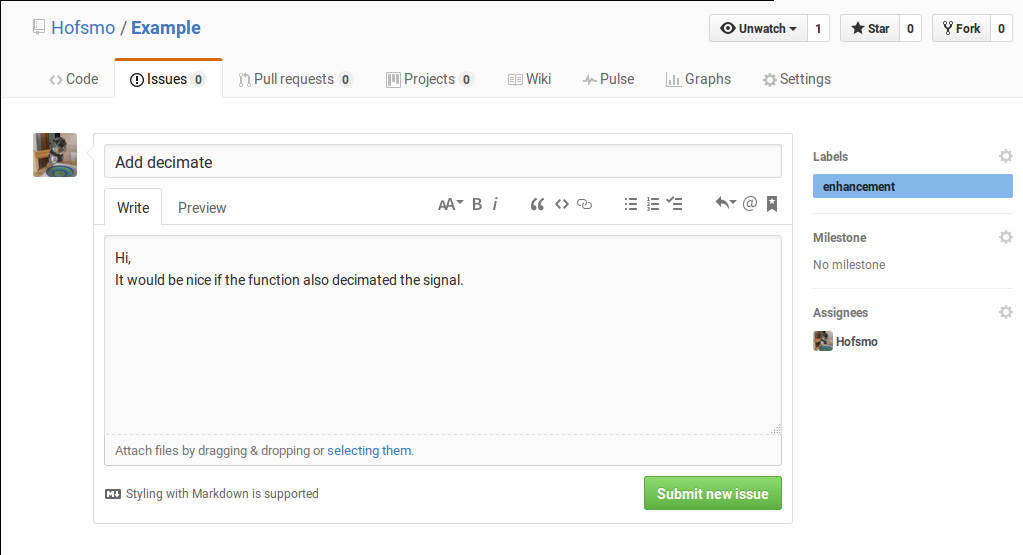 Hofsmo / Example
Unwatch 1 Star 0 Fork 0
Code Issues 0 Pull requests 0 Projects 0 Wiki Pulse Graphs Settings
Add decimate
Write Preview AA B i @
Hi,
It would be nice if the function also decimated the signal.
Attach files by dragging & dropping or selecting them.
Styling with Markdown is supported
Submit new issue
Labels
enhancement
Milestone
No milestone
Assignees
Hofsmo